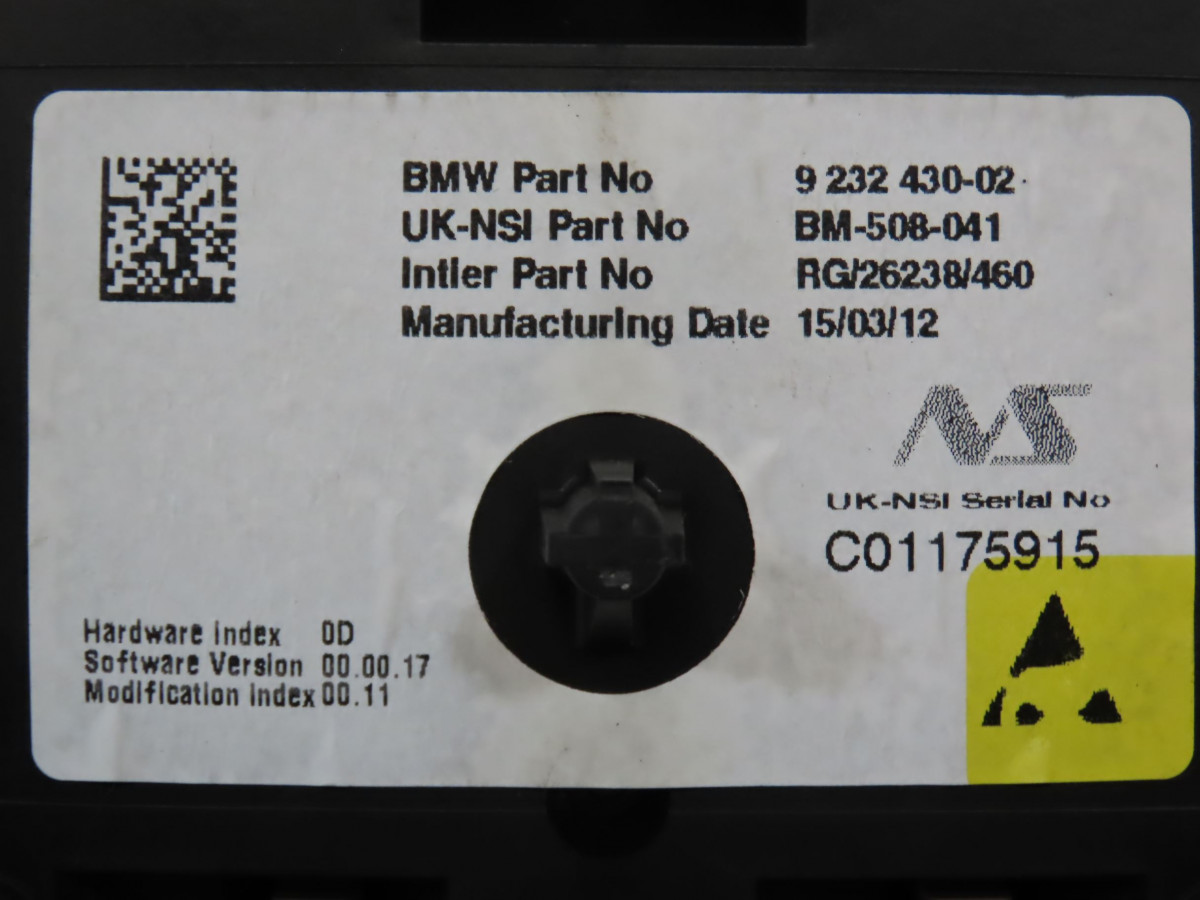 BMW Part No 9 232 430-02
UK-NSI Part No BM-508-041
Intier Part No RG/26238/460
Manufacturing Date 15/03/12
NS
UK-NSI Serial No
C01175915
Hardware Index 0D
Software Version 00.00.17
Modification Index 00.11